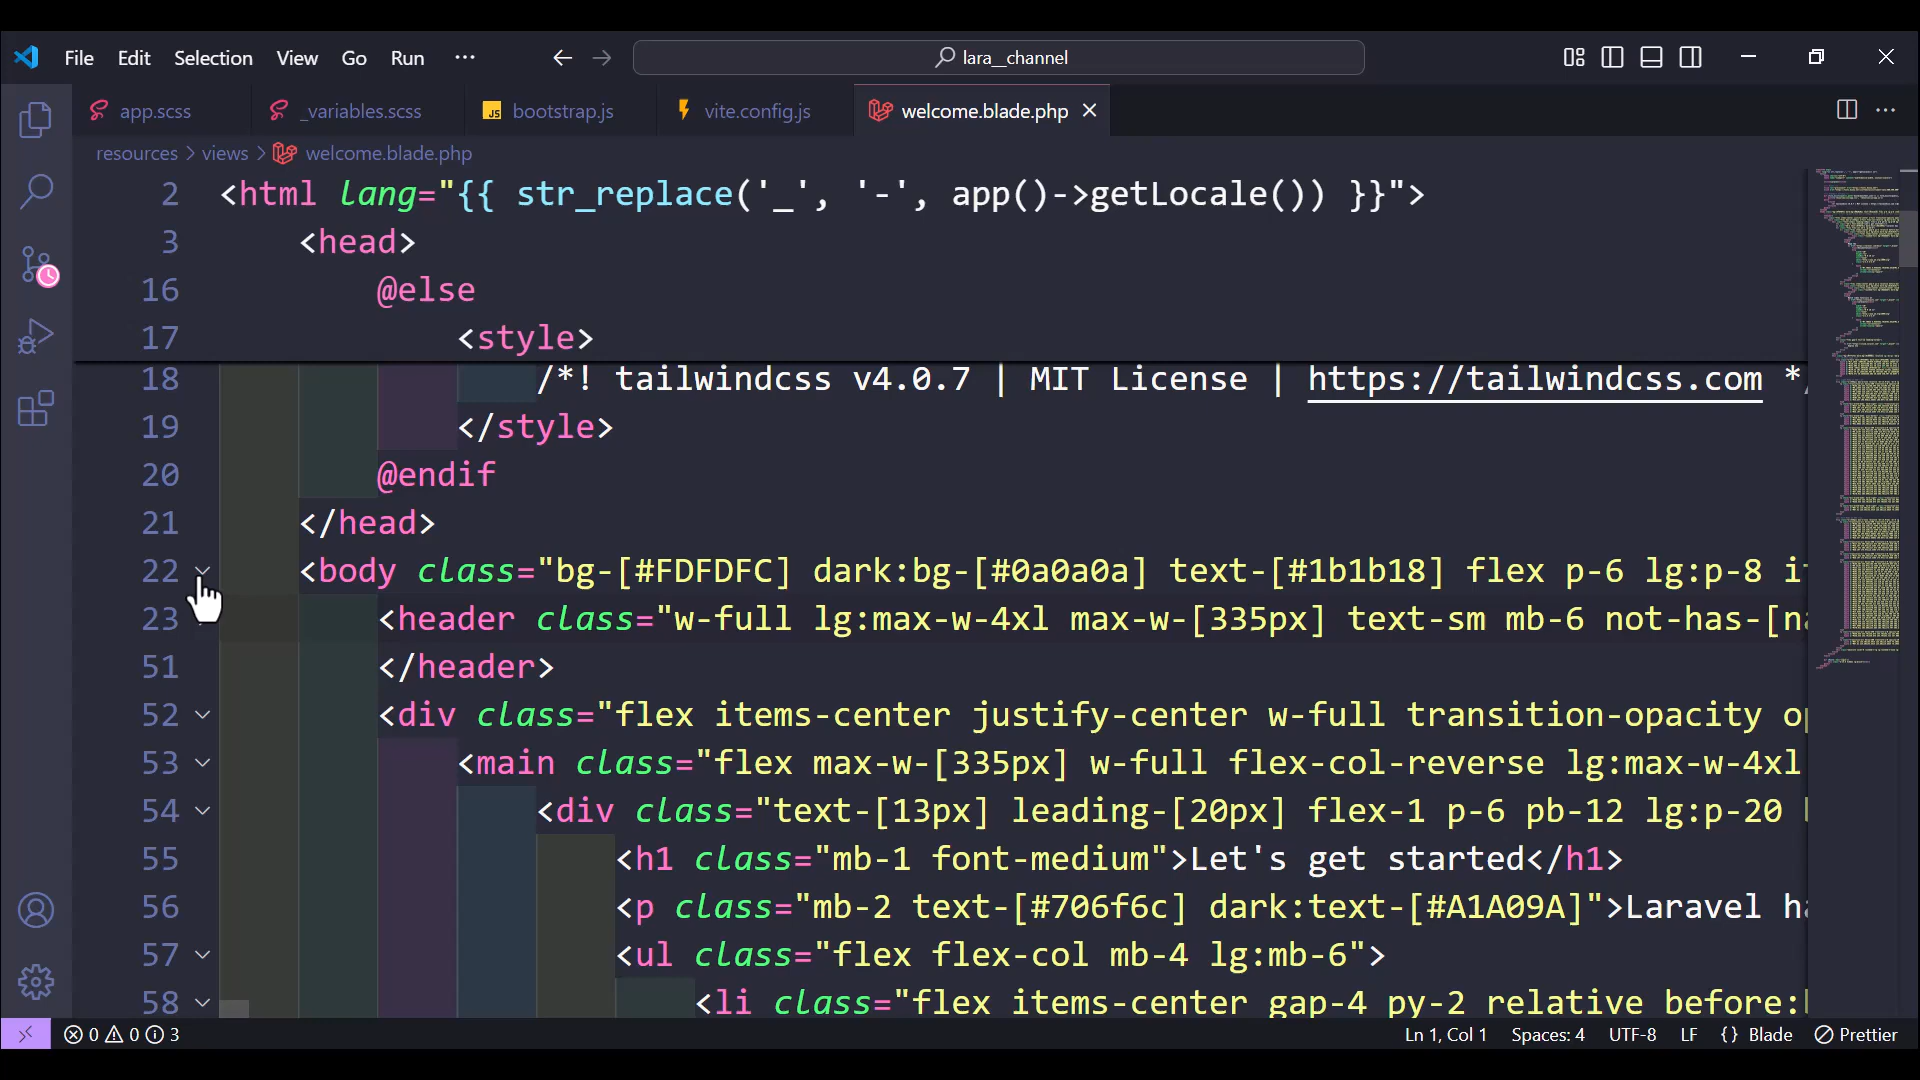 File Edit Selection View Go Run ··· lara__channel
app.scss _variables.scss JS bootstrap.js vite.config.js welcome.blade.php
resources > views > welcome.blade.php
2 <html lang="{{ str_replace('_', '-', app()->getLocale()) }}">
3 <head>
16 @else
17 <style>
18 /*! tailwindcss v4.0.7 | MIT License | https://tailwindcss.com *
19 </style>
20 @endif
21 </head>
22 <body class="bg-[#FDFDFC] dark:bg-[#0a0a0a] text-[#1b1b18] flex p-6 lg:p-8 i
23 <header class="w-full lg:max-w-4xl max-w-[335px] text-sm mb-6 not-has-[na
51 </header>
52 <div class="flex items-center justify-center w-full transition-opacity o
53 <main class="flex max-w-[335px] w-full flex-col-reverse lg:max-w-4xl
54 <div class="text-[13px] leading-[20px] flex-1 p-6 pb-12 lg:p-20
55 <h1 class="mb-1 font-medium">Let's get started</h1>
56 <p class="mb-2 text-[#706f6c] dark:text-[#A1A09A]">Laravel ha
57 <ul class="flex flex-col mb-4 lg:mb-6">
58 <li class="flex items-center gap-4 py-2 relative before:
0 0 3 Ln 1, Col 1 Spaces: 4 UTF-8 LF {} Blade Prettier